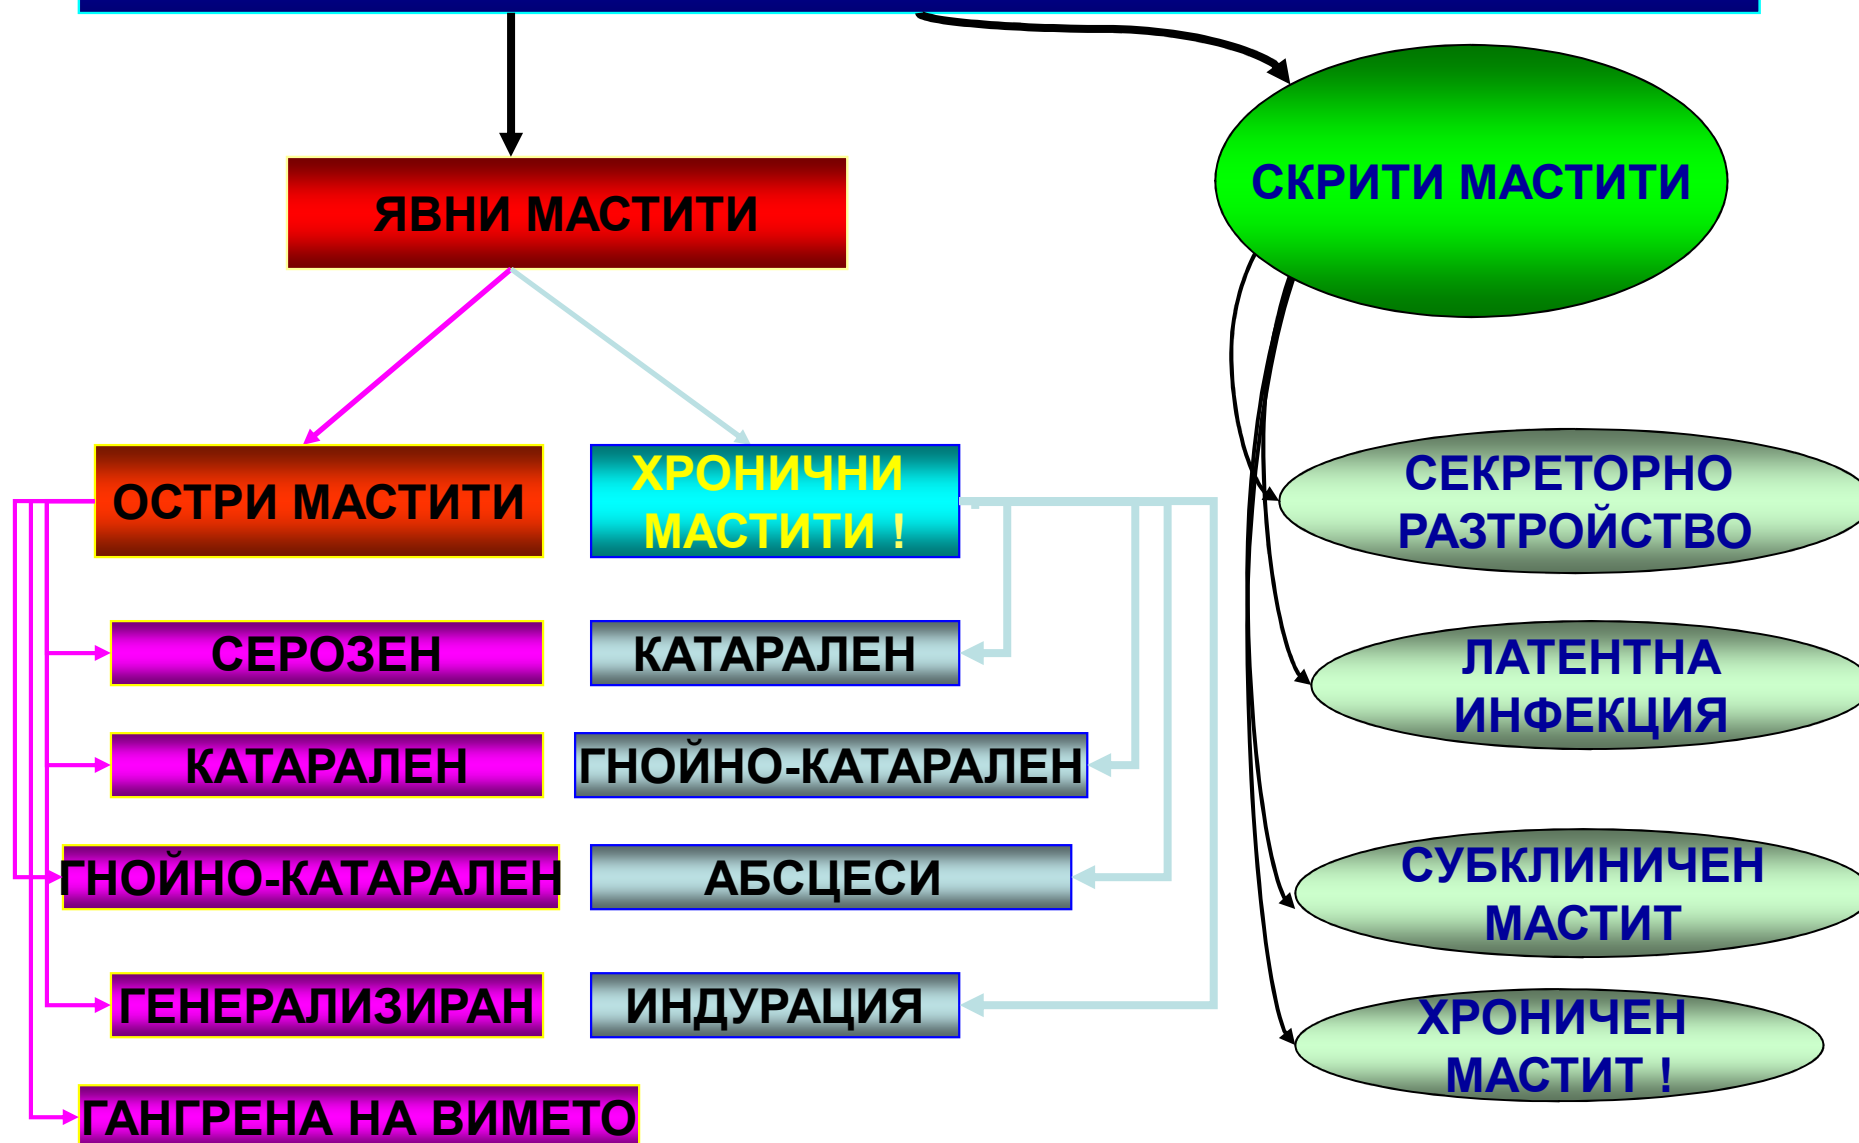 ЯВНИ МАСТИТИ
СКРИТИ МАСТИТИ
ОСТРИ МАСТИТИ
ХРОНИЧНИ
МАСТИТИ !
СЕРОЗЕН
КАТАРАЛЕН
ГНОЙНО-КАТАРАЛЕН
ГЕНЕРАЛИЗИРАН
ГАНГРЕНА НА ВИМЕТО
КАТАРАЛЕН
ГНОЙНО-КАТАРАЛЕН
АБСЦЕСИ
ИНДУРАЦИЯ
СЕКРЕТОРНО
РАЗТРОЙСТВО
ЛАТЕНТНА
ИНФЕКЦИЯ
СУБКЛИНИЧЕН
МАСТИТ
ХРОНИЧЕН
МАСТИТ !